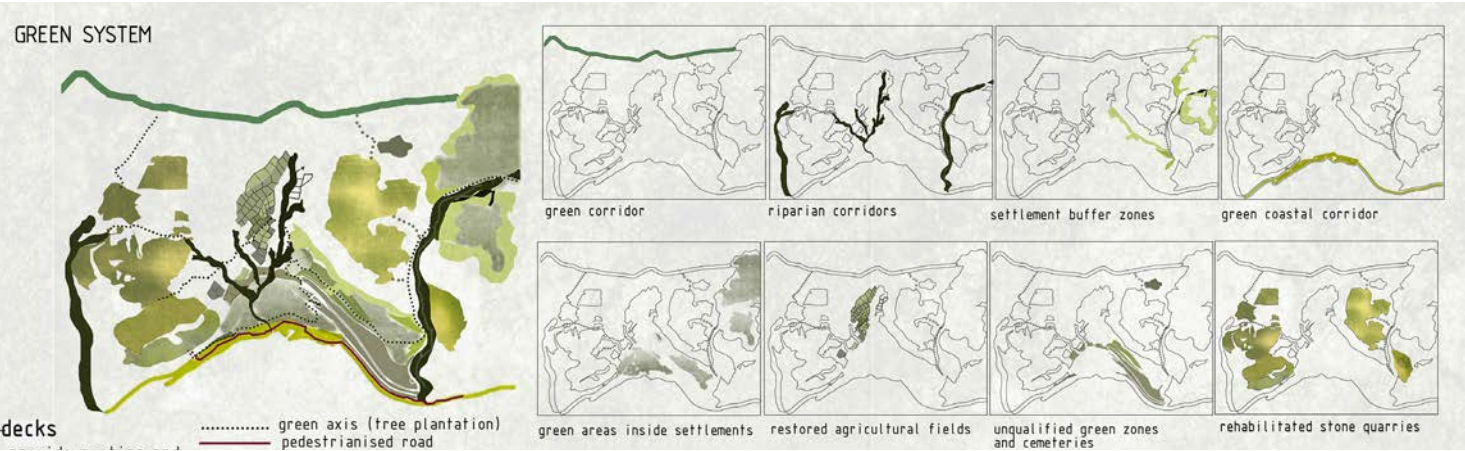 GREEN SYSTEM
green corridor
riparian corridors
settlement buffer zones
green coastal corridor
green areas inside settlements
restored agricultural fields
unqualified green zones
and cemeteries
rehabilitated stone quarries
decks
green axis (tree plantation)
pedestrianised road